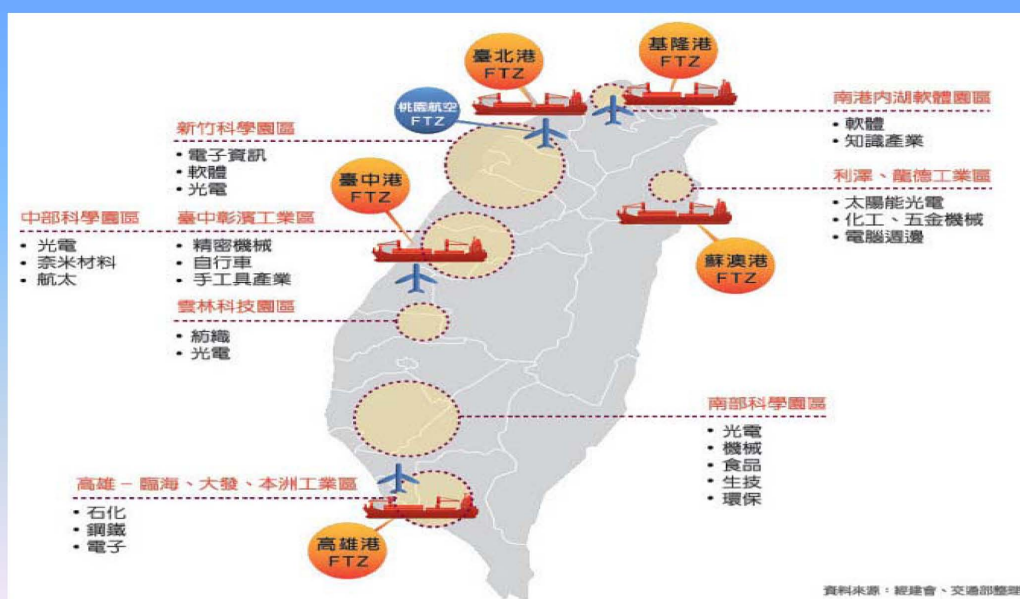 臺北港
FTZ
基隆港
FTZ
桃園航空
FTZ
南港內湖軟體園區
• 軟體
• 知識產業
新竹科學園區
• 電子資訊
• 軟體
• 光電
臺中港
FTZ
利澤、龍德工業區
• 太陽能光電
• 化工、五金機械
• 電腦週邊
蘇澳港
FTZ
中部科學園區
• 光電
• 奈米材料
• 航太
臺中彰濱工業區
• 精密機械
• 自行車
• 手工具產業
雲林科技園區
• 紡織
• 光電
南部科學園區
• 光電
• 機械
• 食品
• 生技
• 環保
高雄－臨海、大發、本洲工業區
• 石化
• 鋼鐵
• 電子
高雄港
FTZ
資料來源：經建會、交通部整理